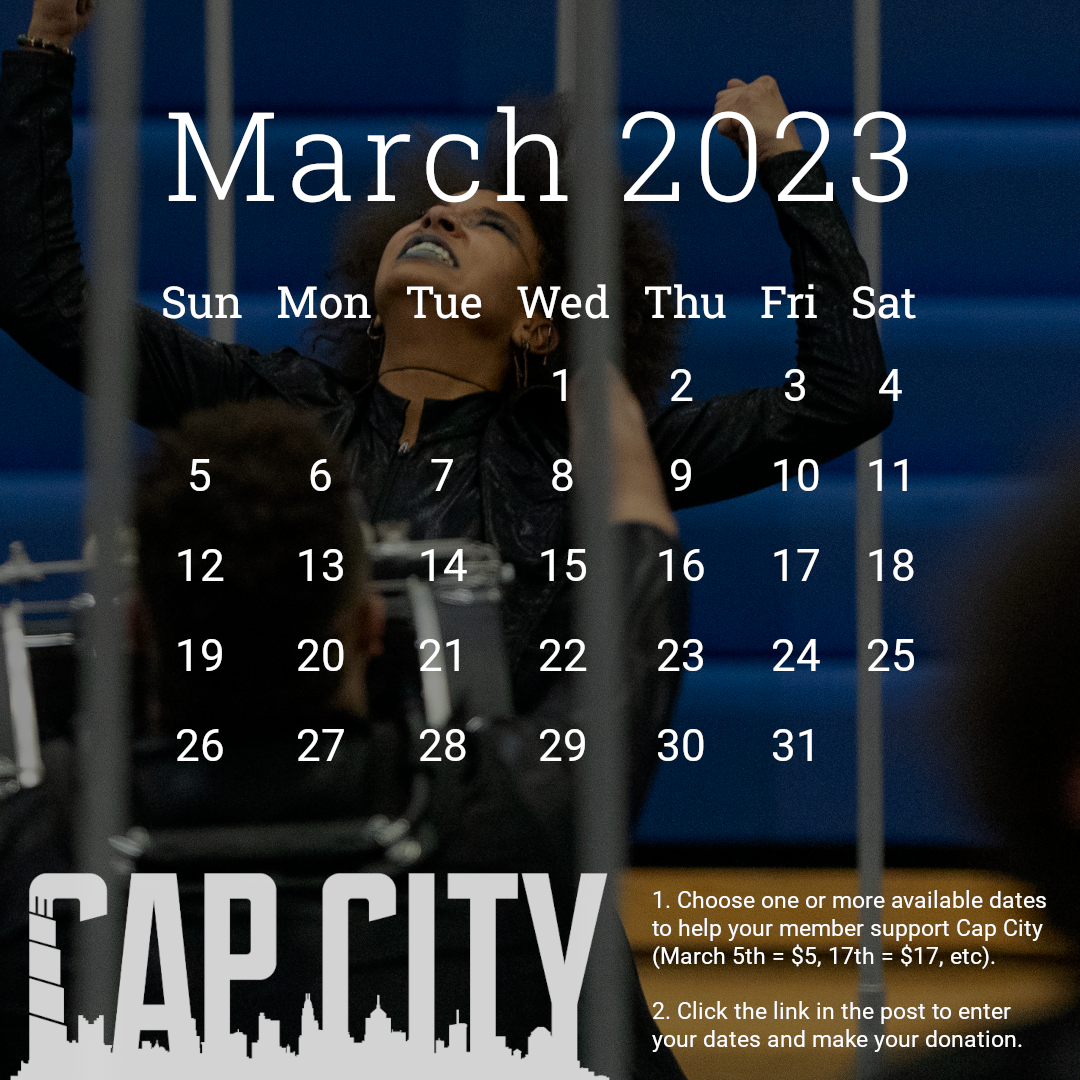 March 2023
Sun Mon Tue Wed Thu Fri Sat
1 2 3 4
5 6 7 8 9 10 11
12 13 14 15 16 17 18
19 20 21 22 23 24 25
26 27 28 29 30 31
CAP CITY
1. Choose one or more available dates
to help your member support Cap City
(March 5th = $5, 17th = $17, etc).
2. Click the link in the post to enter
your dates and make your donation.